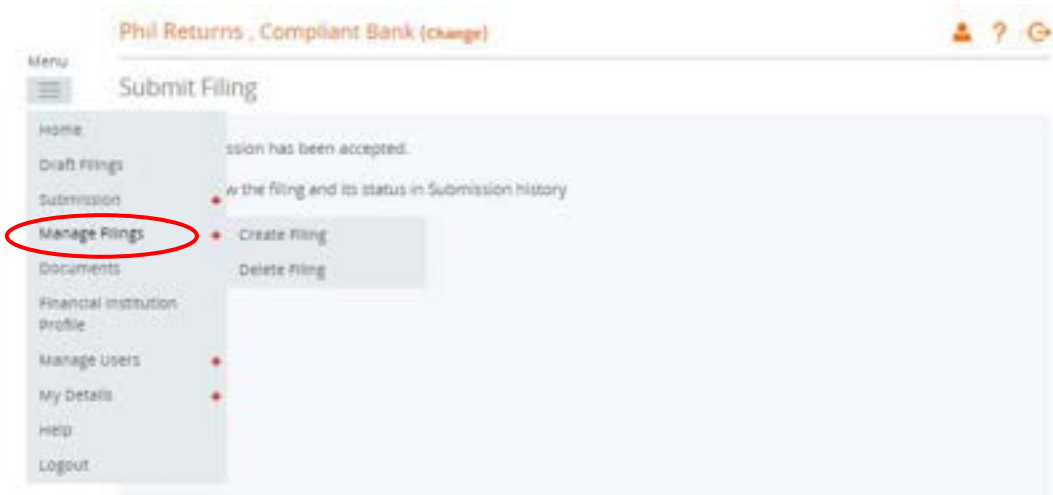 Phil Returns , Compliant Bank (Change)
?
Menu
Submit Filing
Home
Draft Filings
Submission
Manage Filings
Documents
Financial Institution
Profile
Manage Users
My Details
Help
Logout
ssion has been accepted.
w the filing and its status in Submission history
Create Filing
Delete Filing